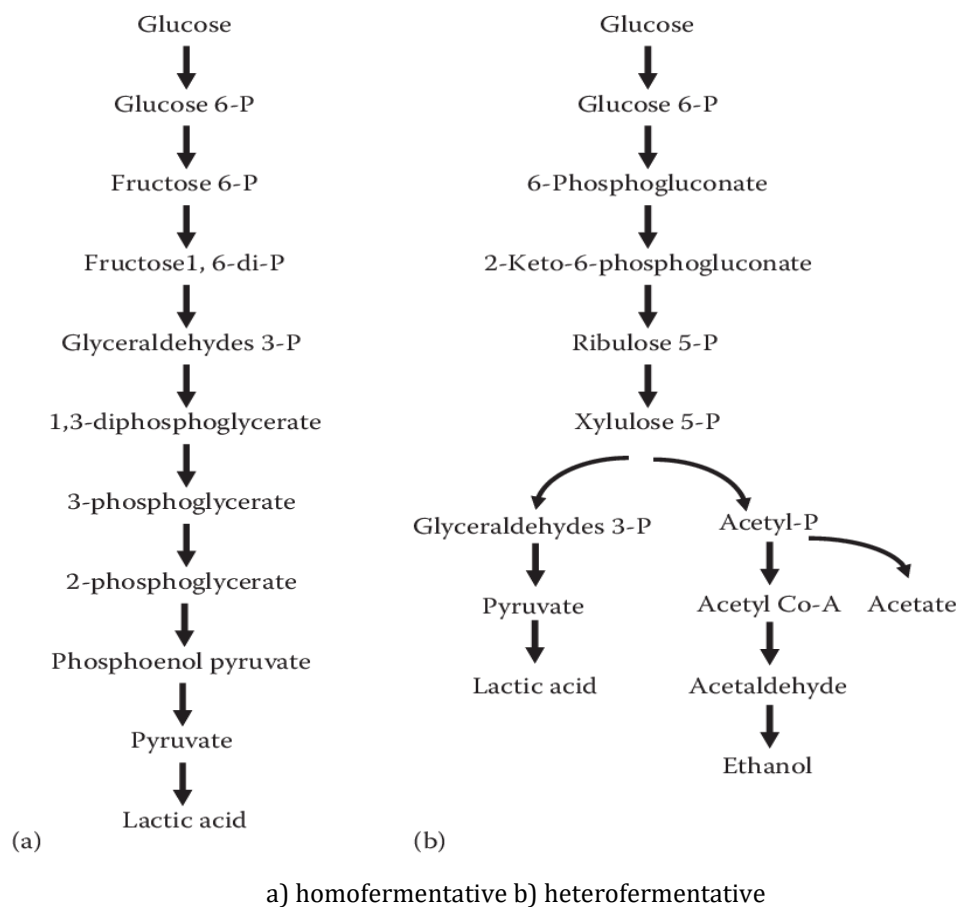 Glucose
Glucose 6-P
Fructose 6-P
Fructose1, 6-di-P
Glyceraldehydes 3-P
1,3-diphosphoglycerate
3-phosphoglycerate
2-phosphoglycerate
Phosphoenol pyruvate
Pyruvate
Lactic acid
(a)
Glucose
Glucose 6-P
6-Phosphogluconate
2-Keto-6-phosphogluconate
Ribulose 5-P
Xylulose 5-P
Glyceraldehydes 3-P
Pyruvate
Lactic acid
Acetyl-P
Acetyl Co-A
Acetate
Acetaldehyde
Ethanol
(b)
a) homofermentative b) heterofermentative